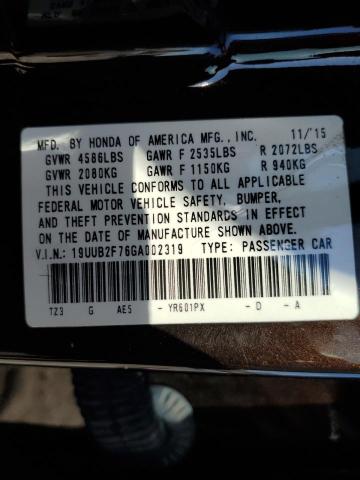 MFD. BY HONDA OF AMERICA MFG., INC. 11/'15
GVWR 4586LBS GAWR F 2535LBS R 2072LBS
GVWR 2080KG GAWR F 1150KG R 940KG
THIS VEHICLE CONFORMS TO ALL APPLICABLE
FEDERAL MOTOR VEHICLE SAFETY, BUMPER,
AND THEFT PREVENTION STANDARDS IN EFFECT
ON THE DATE OF MANUFACTURE SHOWN ABOVE.
V.I.N.: 19UUB2F76GA002319 TYPE: PASSENGER CAR
TZ3 G AE5 - YR601PX - D - A